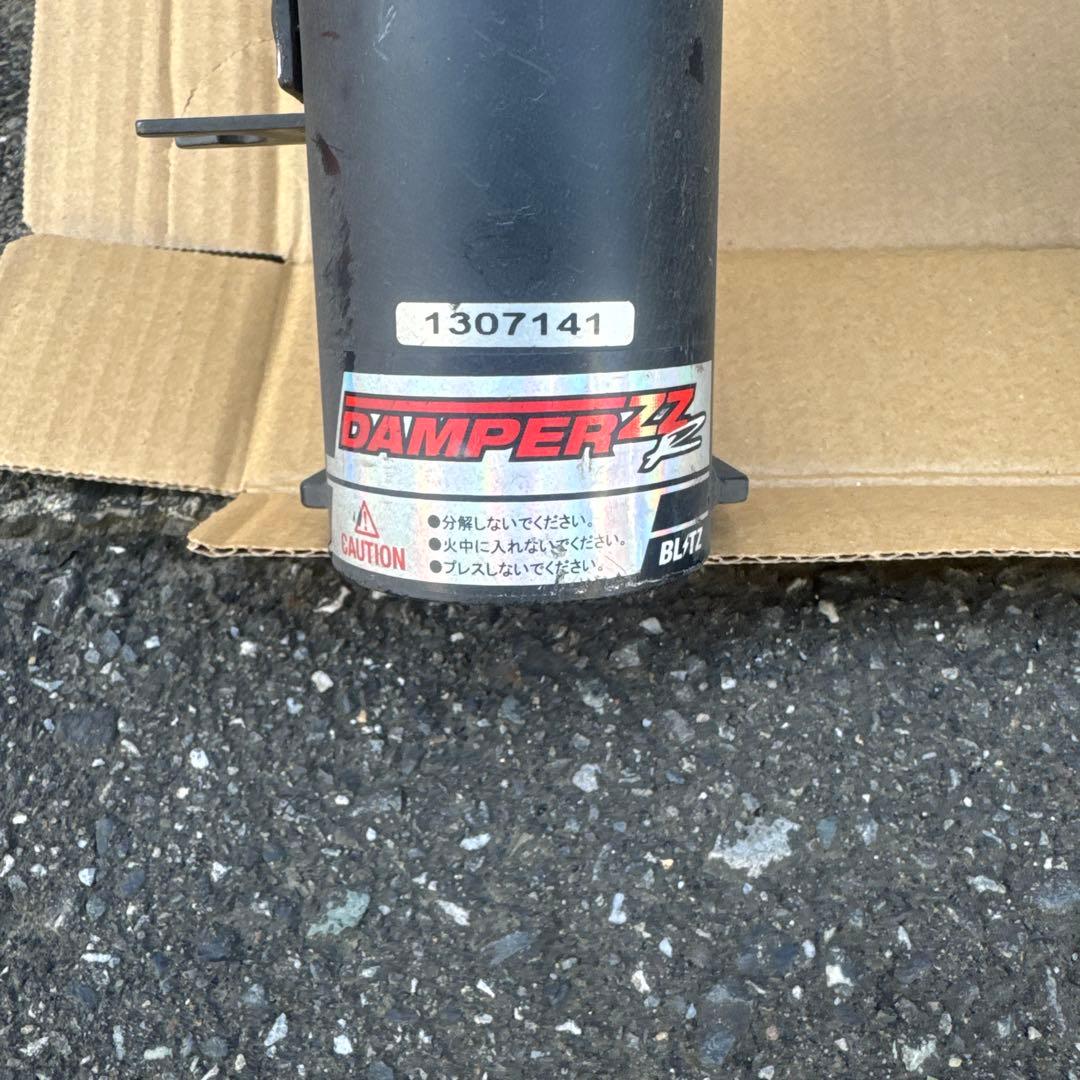 1307141
DAMPER ZZ-R
CAUTION
●分解しないでください。
●火中に入れないでください。
●プレスしないでください。
BLITZ